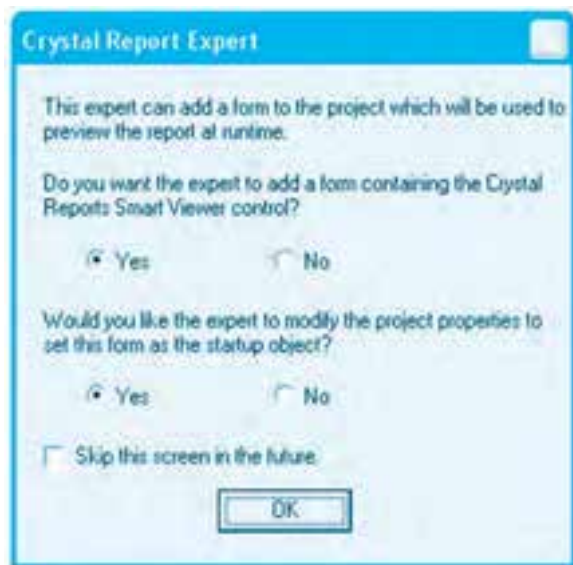 Crystal Report Expert
This expert can add a form to the project which will be used to
preview the report at runtime.
Do you want the expert to add a form containing the Crystal
Reports Smart Viewer control?
Yes No
Would you like the expert to modify the project properties to
set this form as the startup object?
Yes No
Skip this screen in the future.
OK